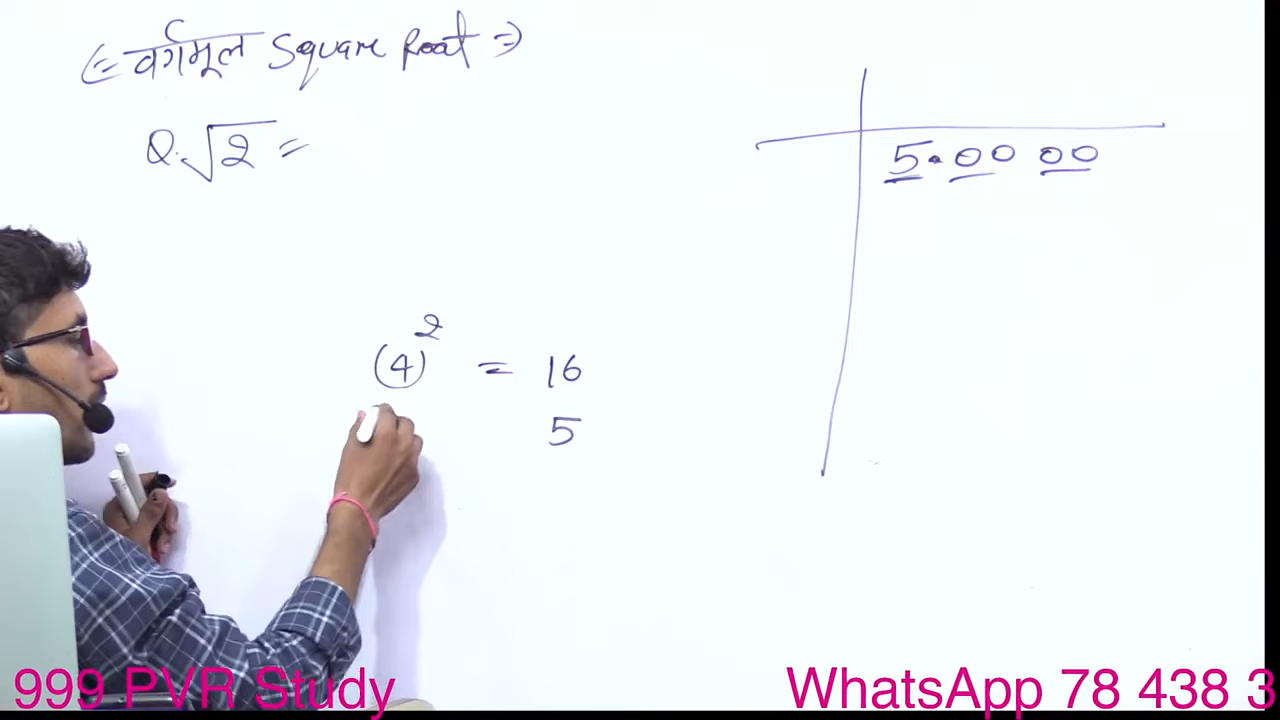 (= वर्गमूल Square Root =)
Q. √2 =
5.00 00
(4)² = 16
5
999 PVR Study
WhatsApp 78 438 3